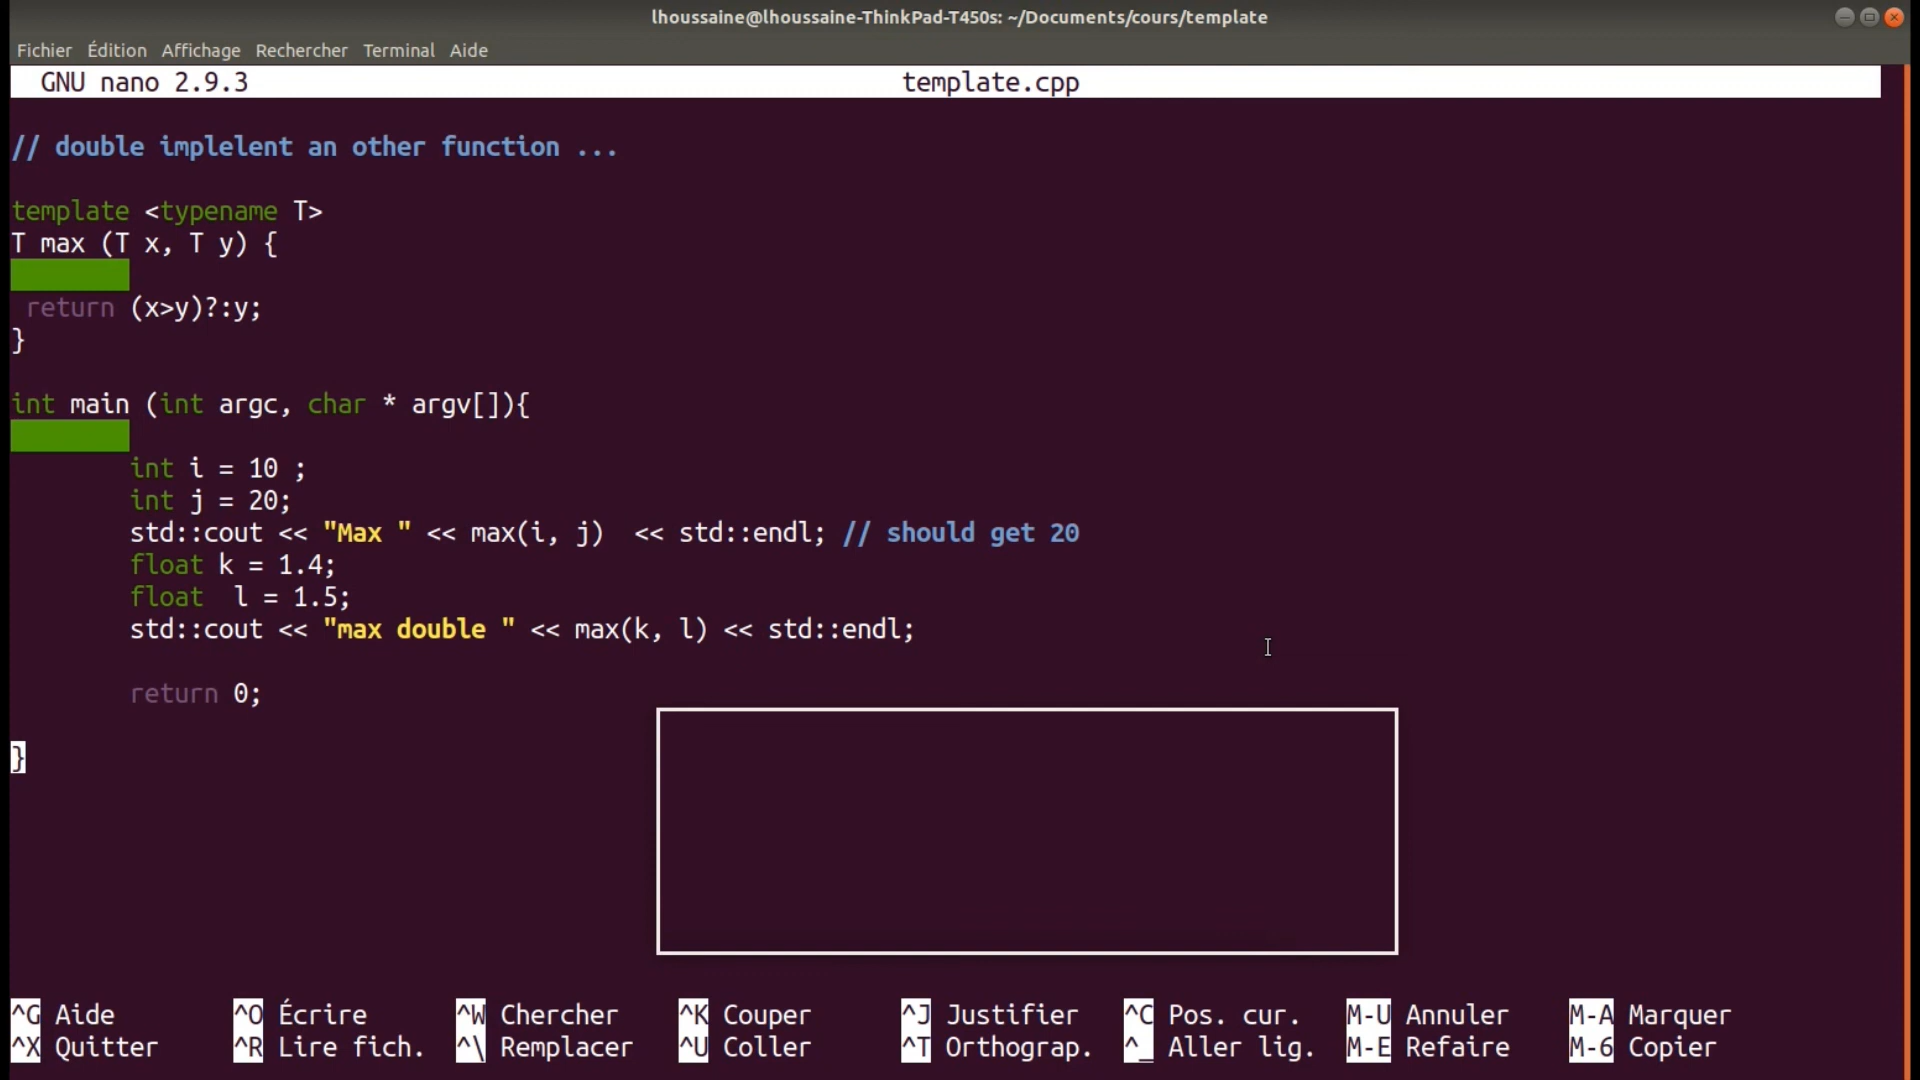 lhoussaine@lhoussaine-ThinkPad-T450s: ~/Documents/cours/template
Fichier Édition Affichage Rechercher Terminal Aide
GNU nano 2.9.3 template.cpp
// double implelent an other function ...
template <typename T>
T max (T x, T y) {
return (x>y)?:y;
}
int main (int argc, char * argv[]){
int i = 10 ;
int j = 20;
std::cout << "Max " << max(i, j)  << std::endl; // should get 20
float k = 1.4;
float  l = 1.5;
std::cout << "max double " << max(k, l) << std::endl;
return 0;
}
^G Aide ^O Écrire ^W Chercher ^K Couper ^J Justifier ^C Pos. cur. M-U Annuler M-A Marquer
^X Quitter ^R Lire fich. ^\ Remplacer ^U Coller ^T Orthograp. ^_ Aller lig. M-E Refaire M-6 Copier